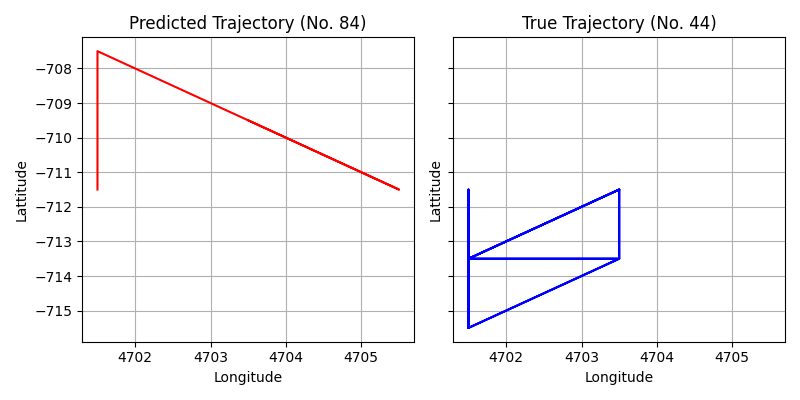 Predicted Trajectory (No. 84)
True Trajectory (No. 44)
Lattitude
−708
−709
−710
−711
−712
−713
−714
−715
4702
4703
4704
4705
Longitude
Lattitude
4702
4703
4704
4705
Longitude